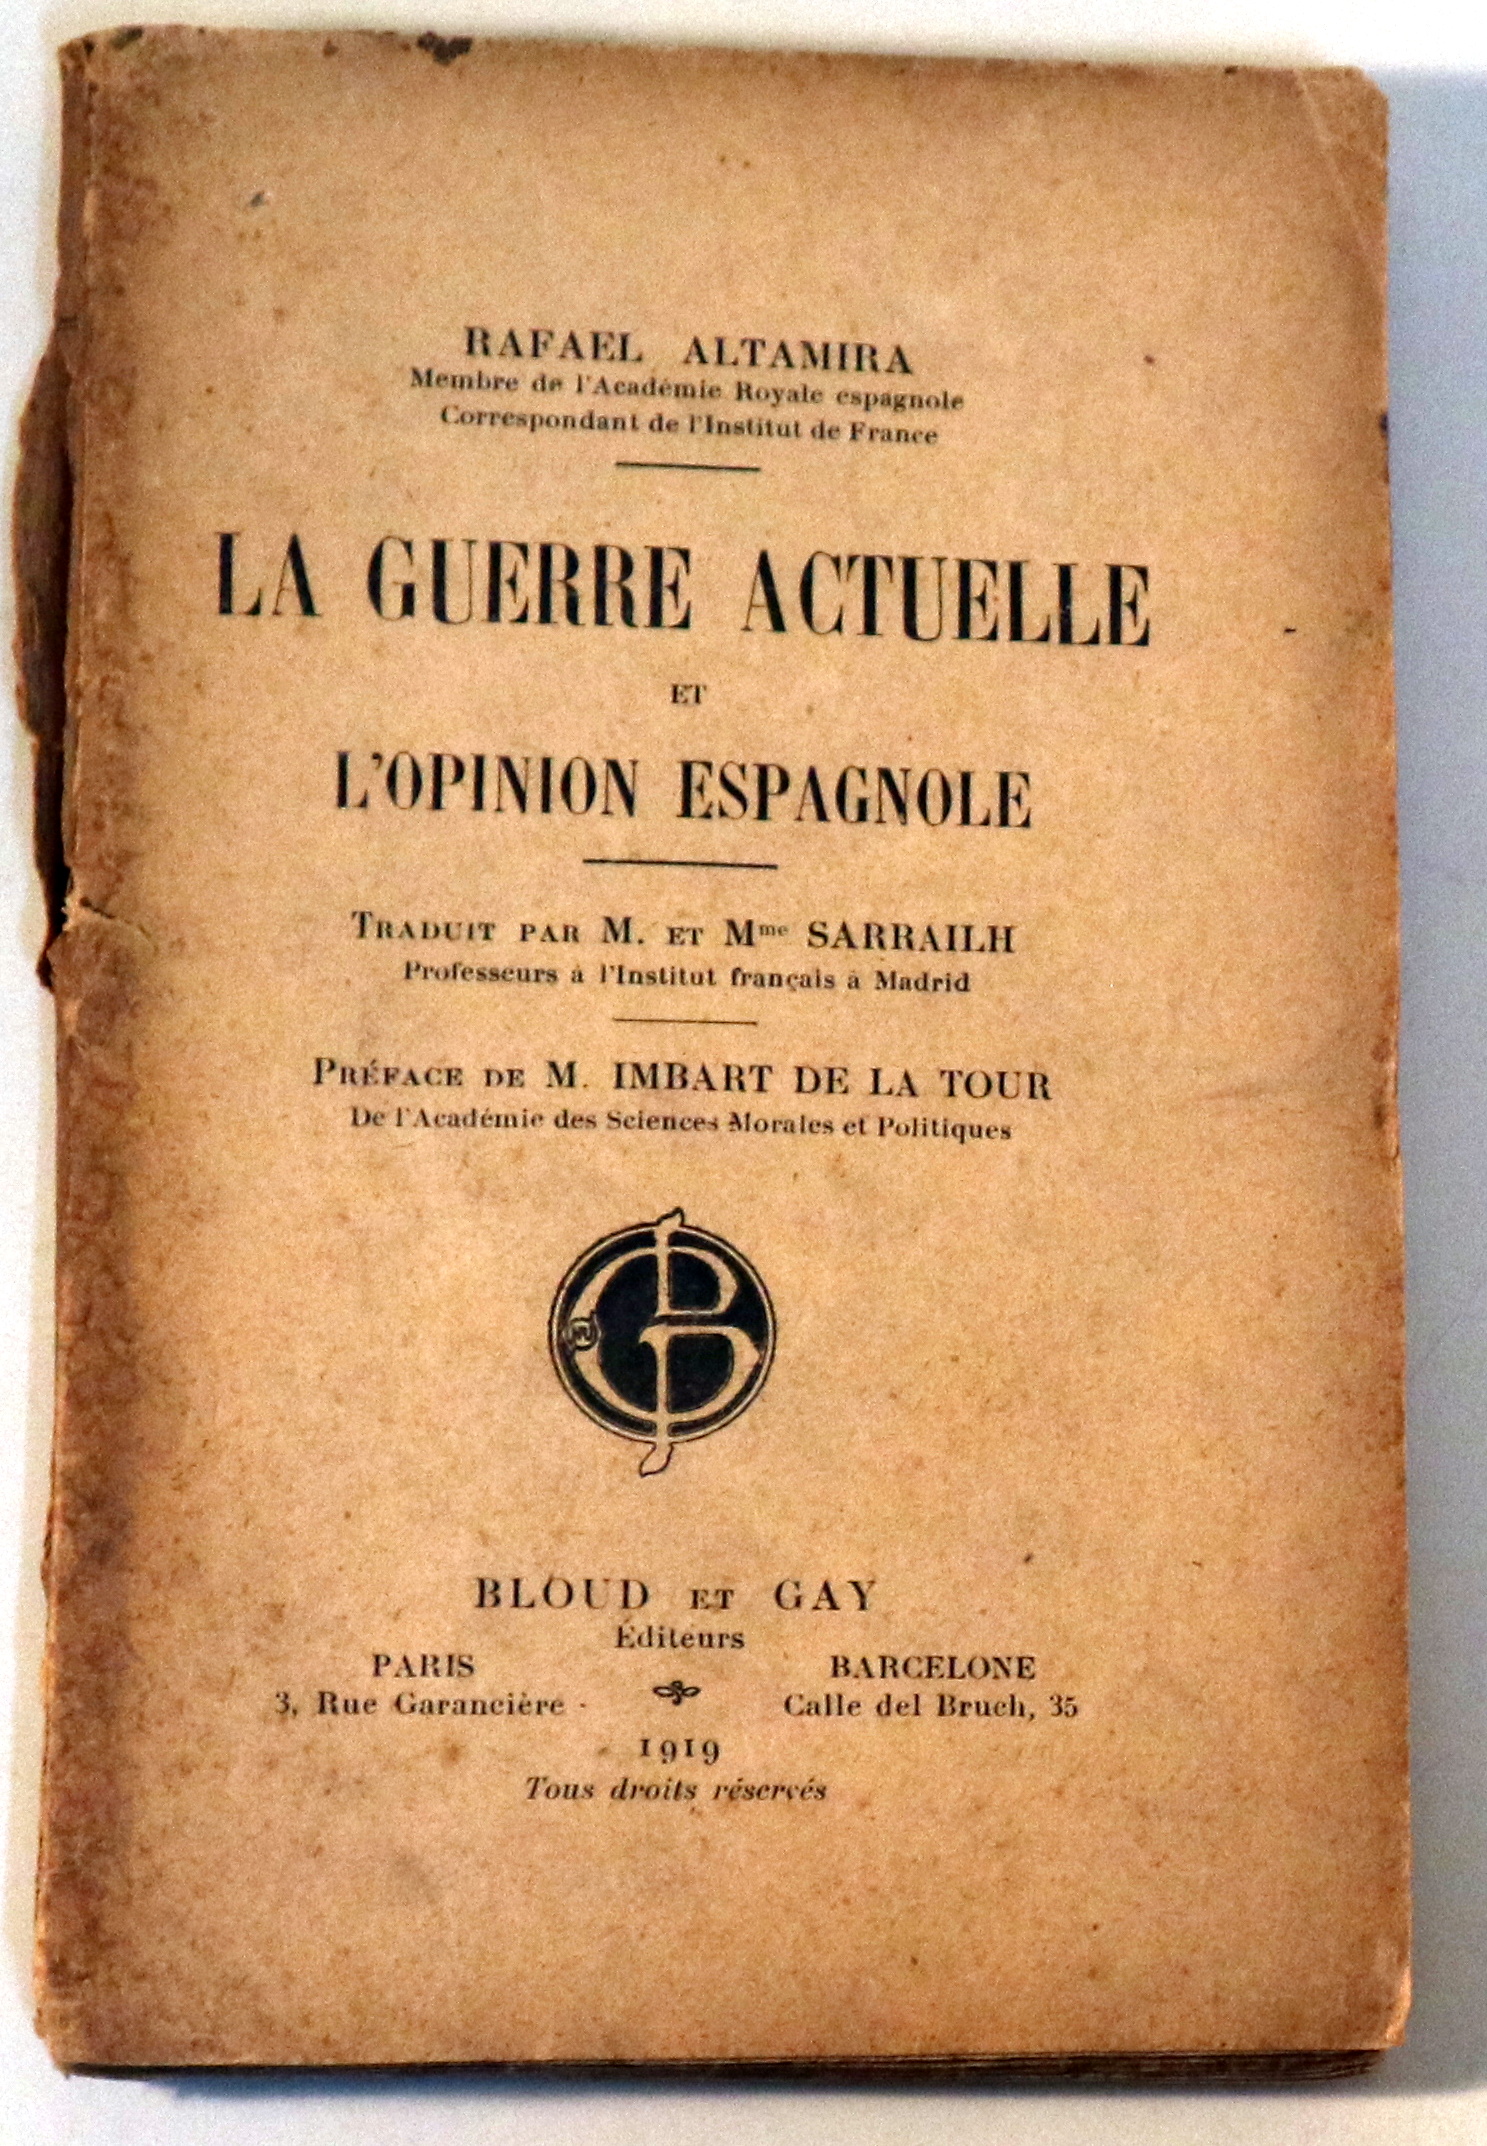 RAFAEL ALTAMIRA
Membre de l'Académie Royale espagnole
Correspondant de l'Institut de France
LA GUERRE ACTUELLE
ET
L'OPINION ESPAGNOLE
TRADUIT PAR M. ET Mme SARRAILH
Professeurs à l'Institut français à Madrid
PRÉFACE DE M. IMBART DE LA TOUR
De l'Académie des Sciences Morales et Politiques
BLOUD ET GAY
Éditeurs
PARIS
3, Rue Garancière
BARCELONE
Calle del Bruch, 35
1919
Tous droits réservés